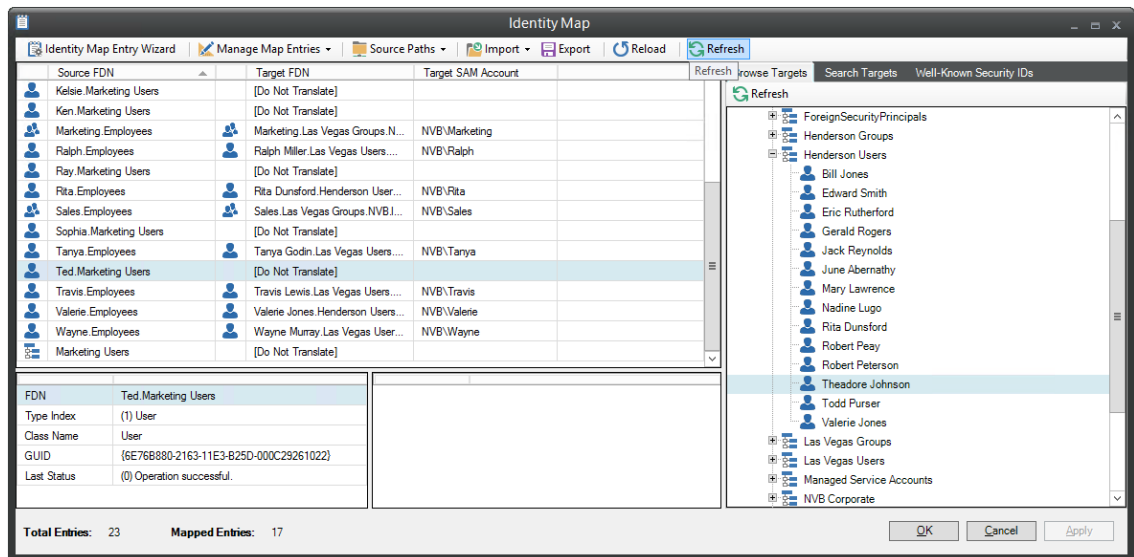 Identity Map
Identity Map Entry Wizard Manage Map Entries Source Paths Import Export Reload Refresh
Source FDN Target FDN Target SAM Account
Refresh
Kelsie.Marketing Users [Do Not Translate]
Ken.Marketing Users [Do Not Translate]
Marketing.Employees Marketing.Las Vegas Groups.N... NVB\Marketing
Ralph.Employees Ralph Miller.Las Vegas Users.... NVB\Ralph
Ray.Marketing Users [Do Not Translate]
Rita.Employees Rita Dunsford.Henderson User... NVB\Rita
Sales.Employees Sales.Las Vegas Groups.NVB.l... NVB\Sales
Sophia.Marketing Users [Do Not Translate]
Tanya.Employees Tanya Godin.Las Vegas Users.... NVB\Tanya
Ted.Marketing Users [Do Not Translate]
Travis.Employees Travis Lewis.Las Vegas Users.... NVB\Travis
Valerie.Employees Valerie Jones.Henderson Users... NVB\Valerie
Wayne.Employees Wayne Murray.Las Vegas User... NVB\Wayne
Marketing Users [Do Not Translate]
FDN Ted.Marketing Users
Type Index (1) User
Class Name User
GUID {6E76B880-2163-11E3-B25D-000C29261022}
Last Status (0) Operation successful.
Browse Targets Search Targets Well-Known Security IDs
Refresh
ForeignSecurityPrincipals
Henderson Groups
Henderson Users
Bill Jones
Edward Smith
Eric Rutherford
Gerald Rogers
Jack Reynolds
June Abernathy
Mary Lawrence
Nadine Lugo
Rita Dunsford
Robert Peay
Robert Peterson
Theadore Johnson
Todd Purser
Valerie Jones
Las Vegas Groups
Las Vegas Users
Managed Service Accounts
NVB Corporate
Total Entries: 23 Mapped Entries: 17
OK Cancel Apply